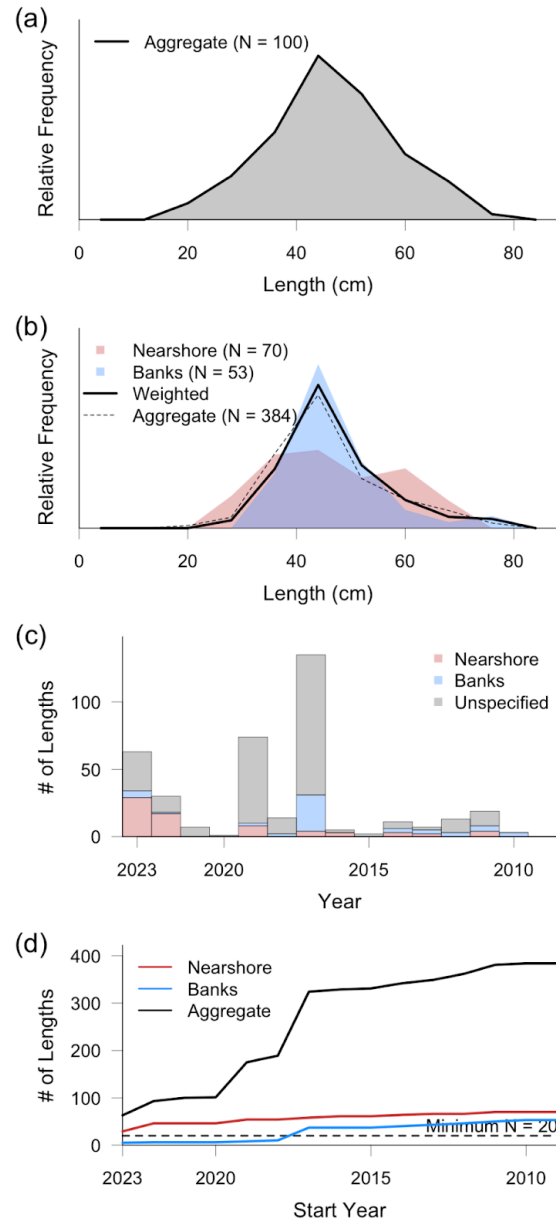 (a)
Aggregate (N = 100)
Relative Frequency
0 20 40 60 80
Length (cm)
(b)
Nearshore (N = 70)
Banks (N = 53)
Weighted
Aggregate (N = 384)
Relative Frequency
0 20 40 60 80
Length (cm)
(c)
Nearshore
Banks
Unspecified
# of Lengths
100
50
0
2023 2020 2015 2010
Year
(d)
Nearshore
Banks
Aggregate
# of Lengths
400
300
200
100
0
Minimum N = 20
2023 2020 2015 2010
Start Year